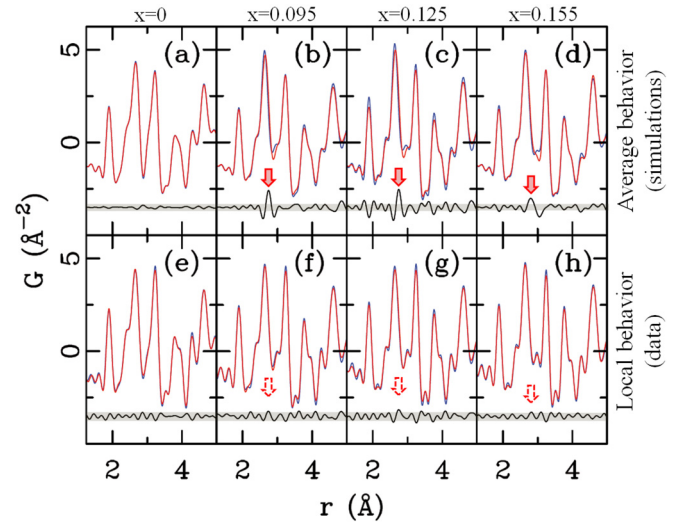 x=0 x=0.095 x=0.125 x=0.155
(a) (b) (c) (d)
5
0
Average behavior
(simulations)
G (Å⁻²)
(e) (f) (g) (h)
5
0
Local behavior
(data)
2 4 2 4 2 4 2 4
r (Å)